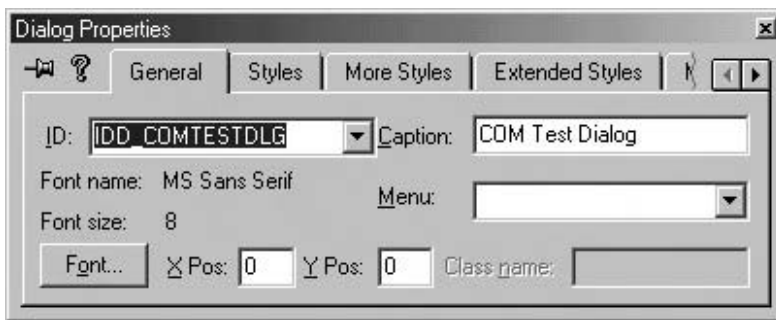 Dialog Properties
General Styles More Styles Extended Styles
ID: IDD_COMTESTDLG Caption: COM Test Dialog
Font name: MS Sans Serif Menu:
Font size: 8
Font... X Pos: 0 Y Pos: 0 Class name: